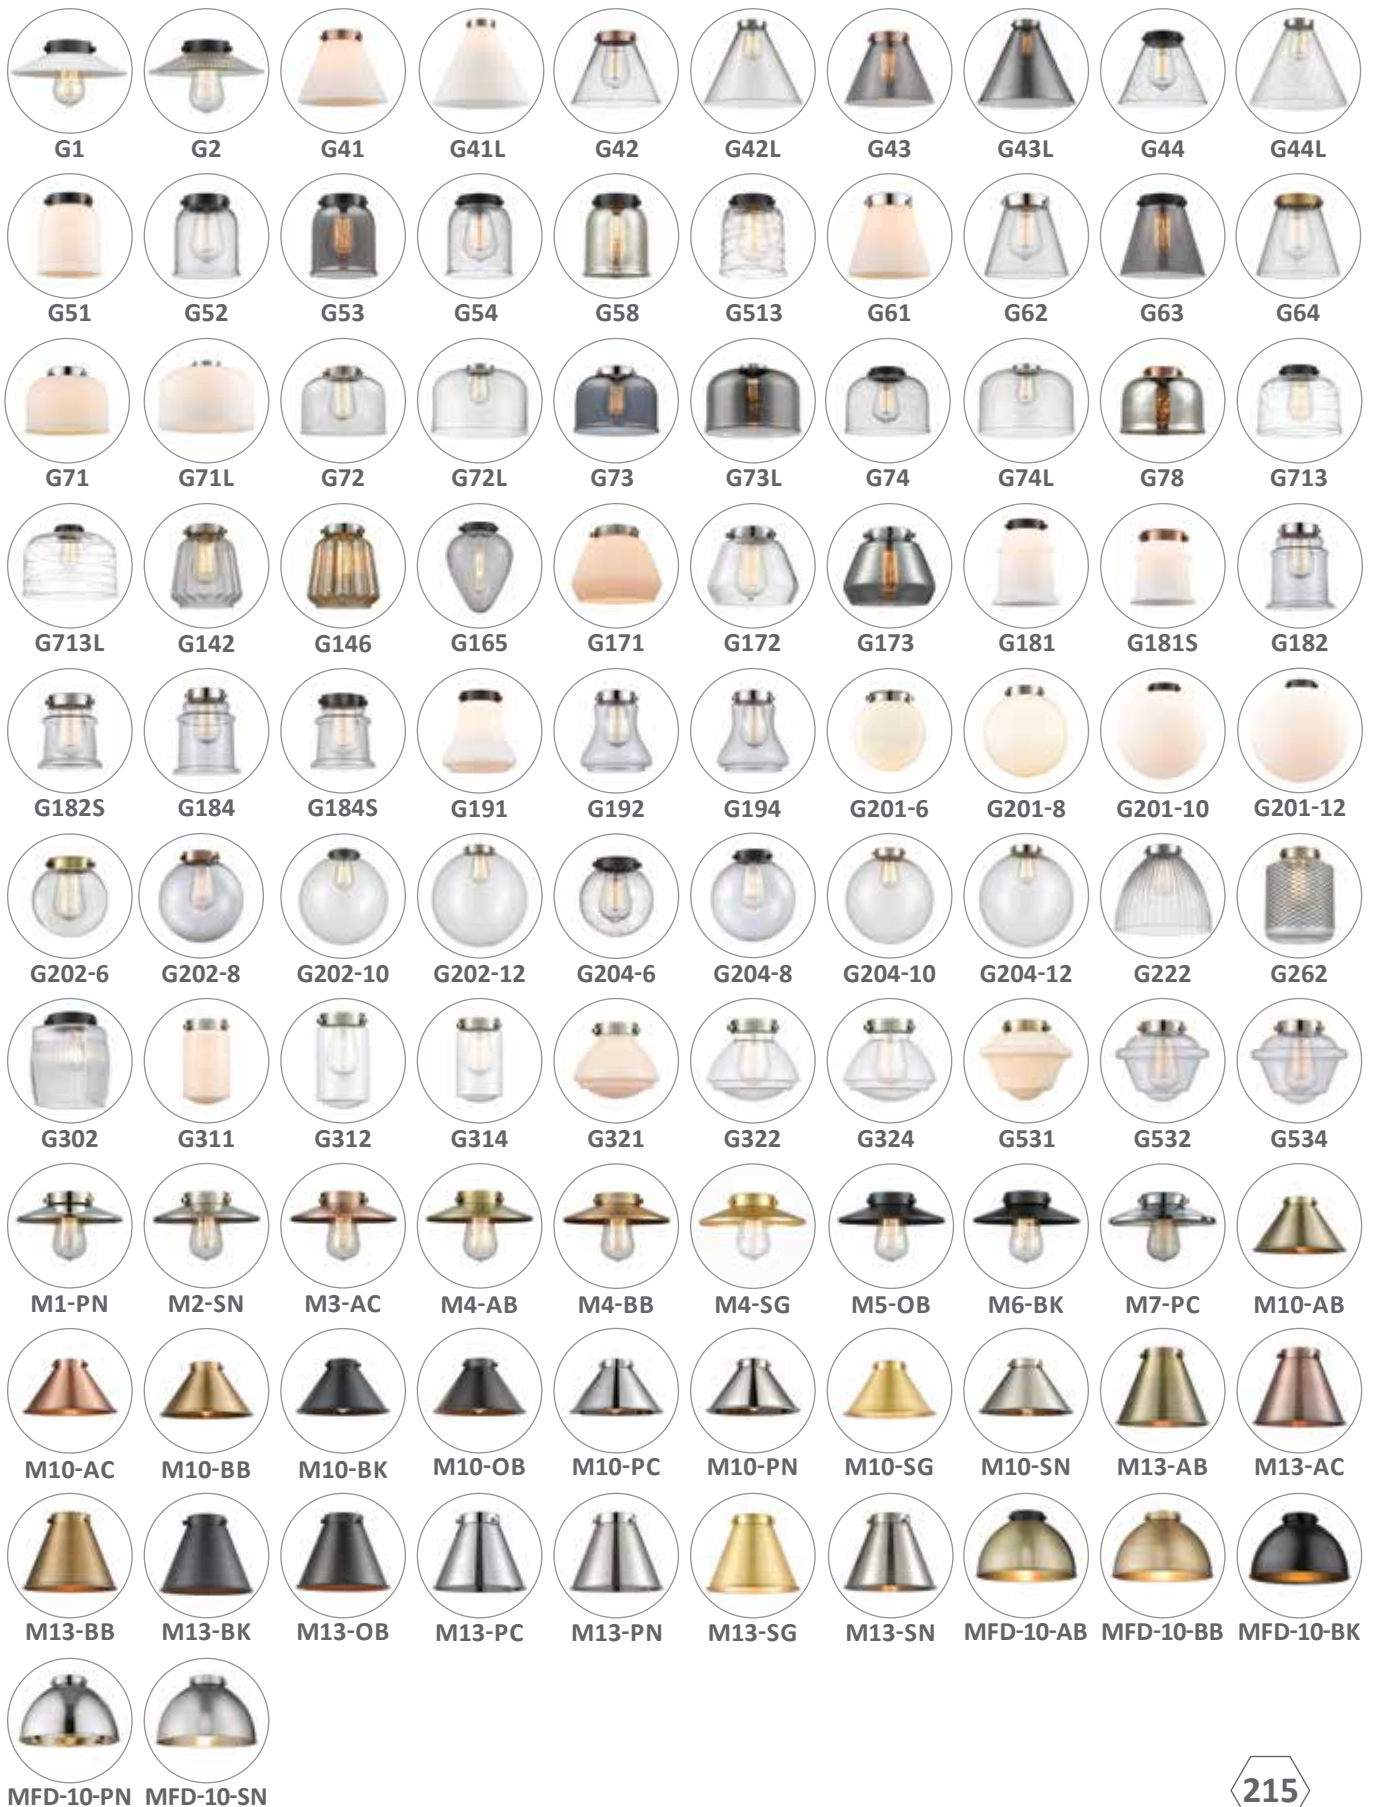 G1 G2 G41 G41L G42 G42L G43 G43L G44 G44L
G51 G52 G53 G54 G58 G513 G61 G62 G63 G64
G71 G71L G72 G72L G73 G73L G74 G74L G78 G713
G713L G142 G146 G165 G171 G172 G173 G181 G181S G182
G182S G184 G184S G191 G192 G194 G201-6 G201-8 G201-10 G201-12
G202-6 G202-8 G202-10 G202-12 G204-6 G204-8 G204-10 G204-12 G222 G262
G302 G311 G312 G314 G321 G322 G324 G531 G532 G534
M1-PN M2-SN M3-AC M4-AB M4-BB M4-SG M5-OB M6-BK M7-PC M10-AB
M10-AC M10-BB M10-BK M10-OB M10-PC M10-PN M10-SG M10-SN M13-AB M13-AC
M13-BB M13-BK M13-OB M13-PC M13-PN M13-SG M13-SN MFD-10-AB MFD-10-BB MFD-10-BK
MFD-10-PN MFD-10-SN
215